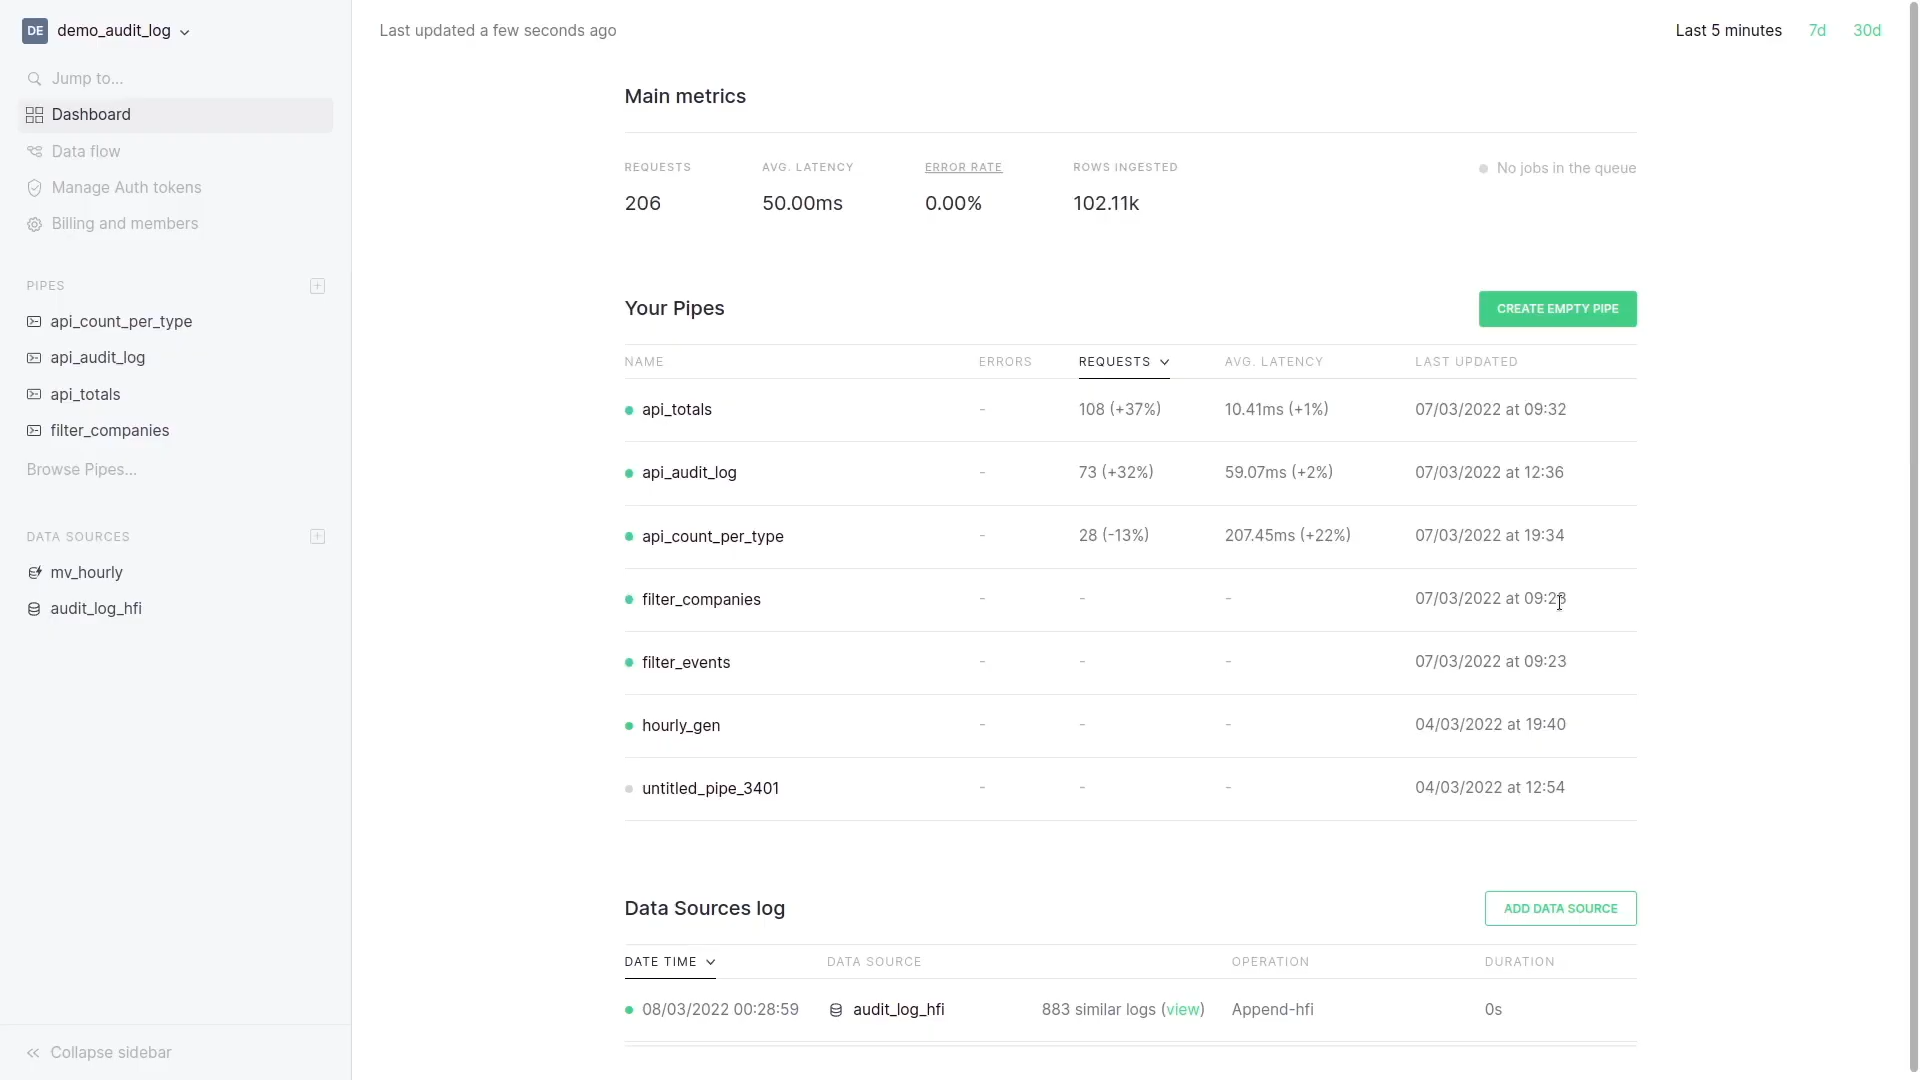 DE demo_audit_log
Jump to...
Dashboard
Data flow
Manage Auth tokens
Billing and members
PIPES
api_count_per_type
api_audit_log
api_totals
filter_companies
Browse Pipes...
DATA SOURCES
mv_hourly
audit_log_hfi
Collapse sidebar
Last updated a few seconds ago
Last 5 minutes 7d 30d
Main metrics
REQUESTS AVG. LATENCY ERROR RATE ROWS INGESTED
No jobs in the queue
206 50.00ms 0.00% 102.11k
Your Pipes
CREATE EMPTY PIPE
NAME ERRORS REQUESTS AVG. LATENCY LAST UPDATED
api_totals - 108 (+37%) 10.41ms (+1%) 07/03/2022 at 09:32
api_audit_log - 73 (+32%) 59.07ms (+2%) 07/03/2022 at 12:36
api_count_per_type - 28 (-13%) 207.45ms (+22%) 07/03/2022 at 19:34
filter_companies - - - 07/03/2022 at 09:23
filter_events - - - 07/03/2022 at 09:23
hourly_gen - - - 04/03/2022 at 19:40
untitled_pipe_3401 - - - 04/03/2022 at 12:54
Data Sources log
ADD DATA SOURCE
DATE TIME DATA SOURCE OPERATION DURATION
08/03/2022 00:28:59 audit_log_hfi 883 similar logs (view) Append-hfi 0s